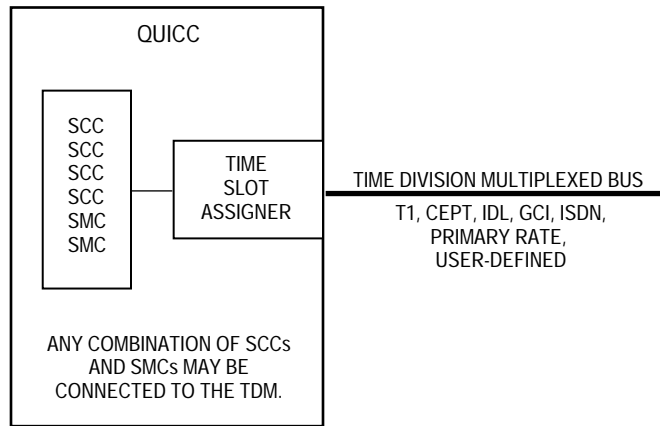 QUICC
SCC
SCC
SCC
SCC
SMC
SMC
TIME
SLOT
ASSIGNER
TIME DIVISION MULTIPLEXED BUS
T1, CEPT, IDL, GCI, ISDN,
PRIMARY RATE,
USER-DEFINED
ANY COMBINATION OF SCCs
AND SMCs MAY BE
CONNECTED TO THE TDM.